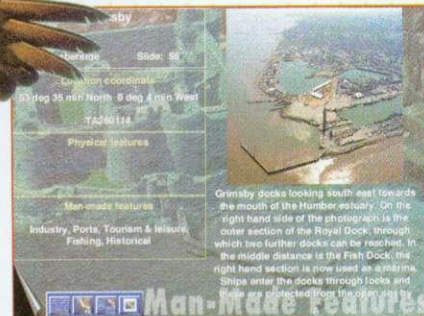 sby
berside Slide: 56
Location coordinate
53 deg 35 min North 0 deg 4 min West
TA280114
Physical features
Man-made features
Industry, Ports, Tourism & leisure,
Fishing, Historical
Grimsby docks looking south east towards
the mouth of the Humber estuary. On the
right hand side of the photograph is the
outer section of the Royal Dock, through
which two further docks can be reached. In
the middle distance is the Fish Dock, the
right hand section is now used as a marina.
Ships enter the docks through locks and
these are protected from the open sea by
Man-Made Features